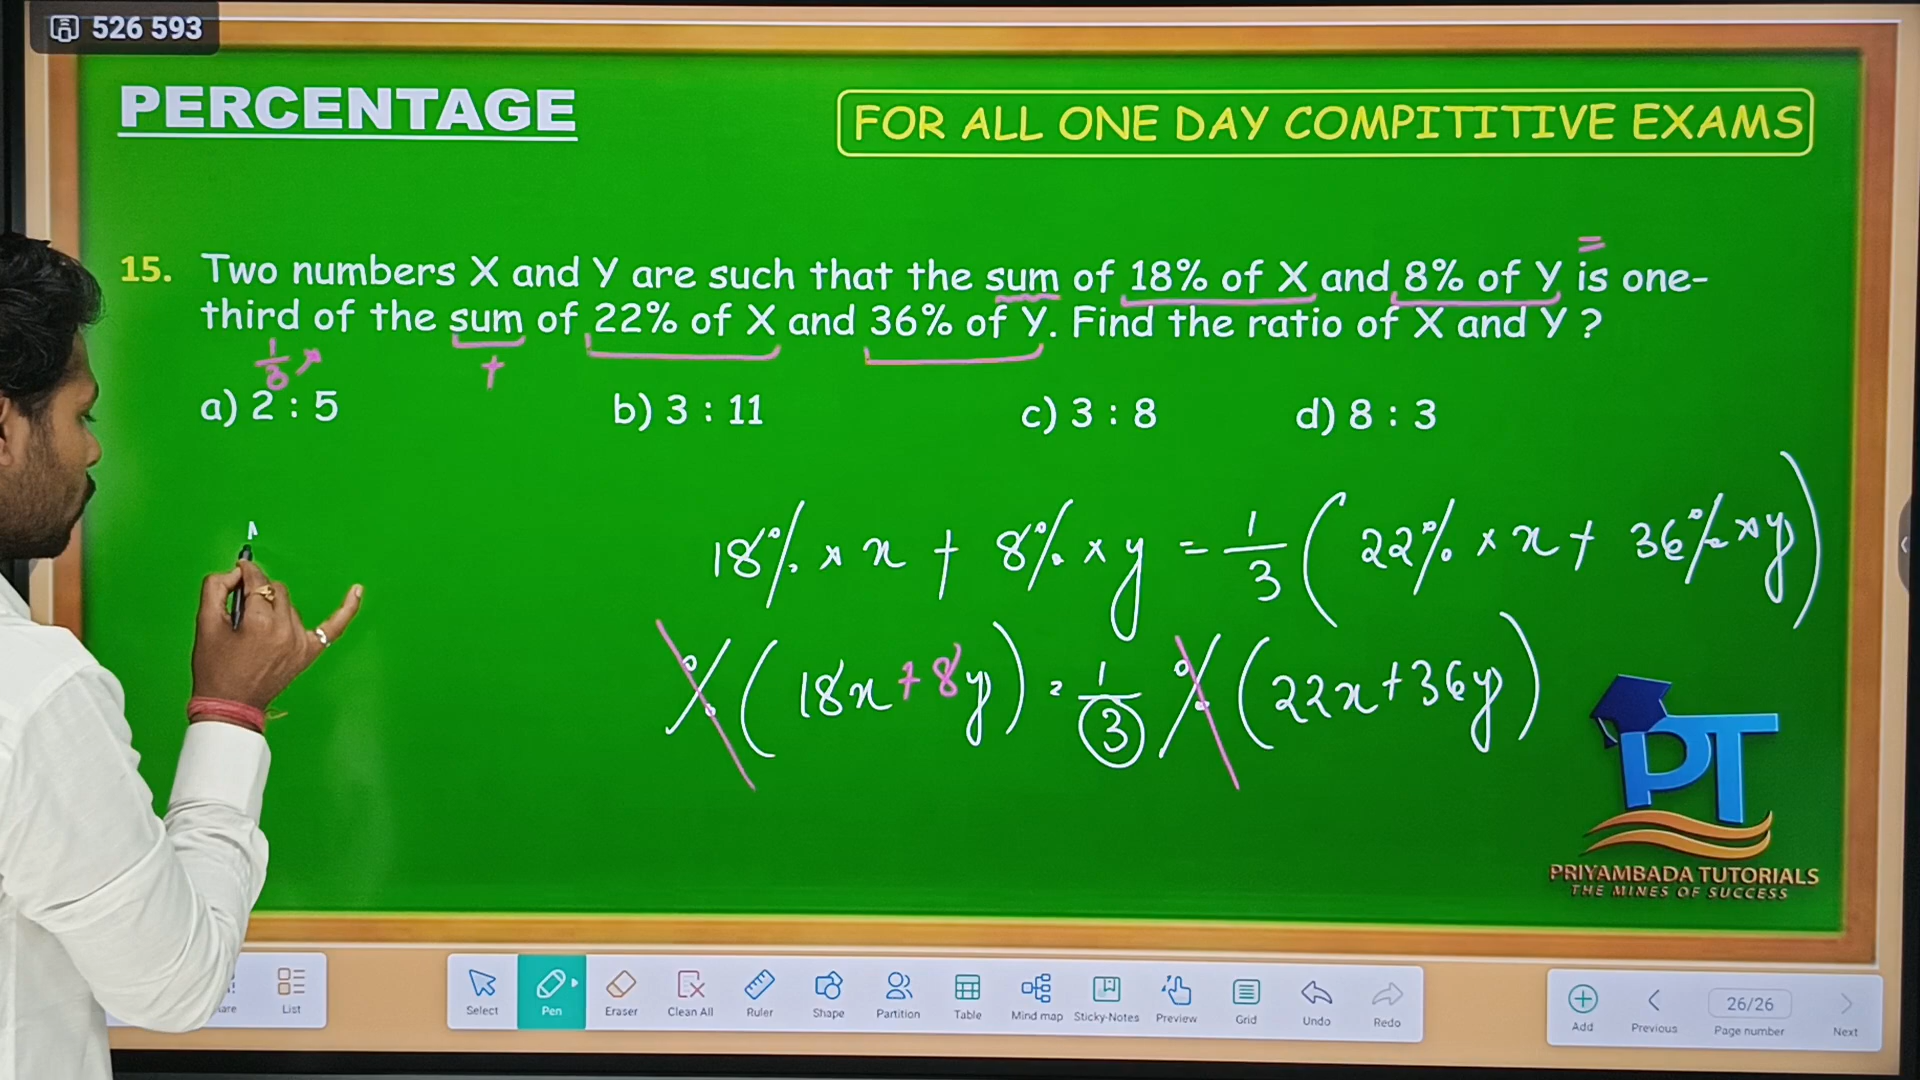 526 593
PERCENTAGE
FOR ALL ONE DAY COMPITITIVE EXAMS
15. Two numbers X and Y are such that the sum of 18% of X and 8% of Y is one-
third of the sum of 22% of X and 36% of Y. Find the ratio of X and Y ?
=
1/3
+
a) 2 : 5 b) 3 : 11 c) 3 : 8 d) 8 : 3
18% × x + 8% × y = 1/3 ( 22% × x + 36% × y )
% ( 18x + 8y ) = 1/3 % ( 22x + 36y )
PT
PRIYAMBADA TUTORIALS
THE MINES OF SUCCESS
List
Select Pen Eraser Clean All Ruler Shape Partition Table Mind map Sticky-Notes Preview Grid Undo Redo
Add Previous 26/26 Page number Next